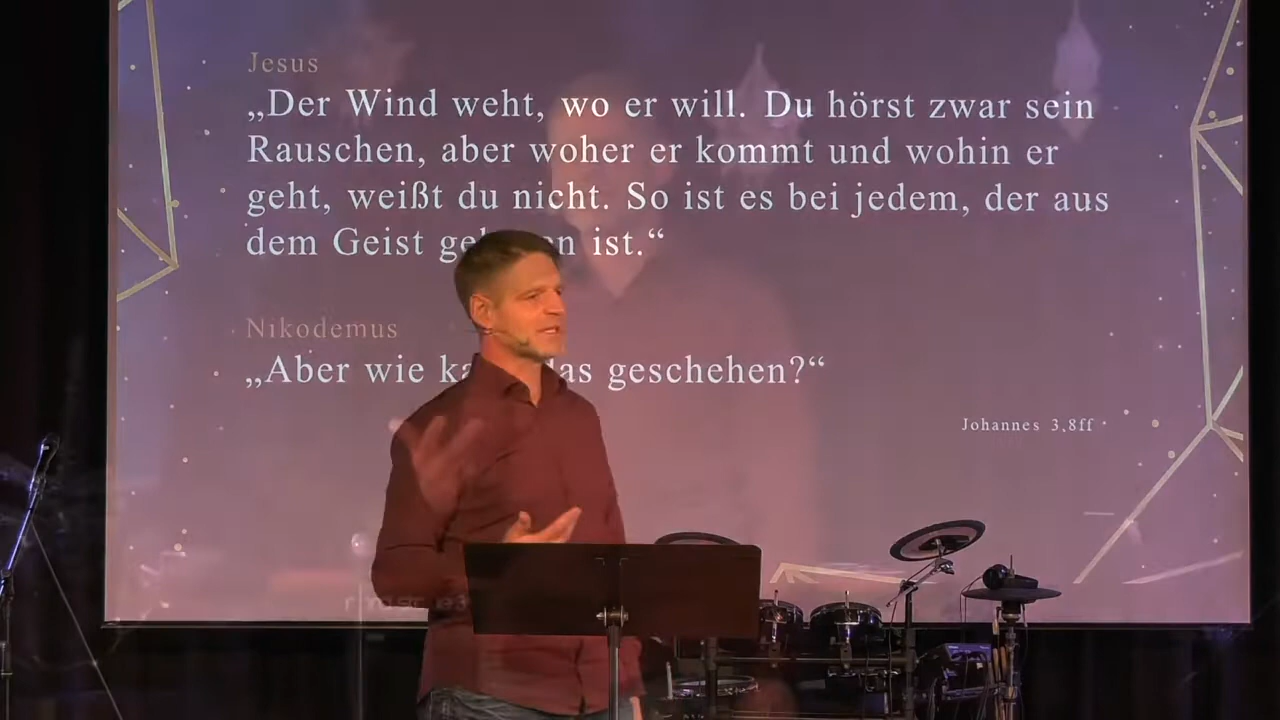 Jesus
„Der Wind weht, wo er will. Du hörst zwar sein
Rauschen, aber woher er kommt und wohin er
geht, weißt du nicht. So ist es bei jedem, der aus
dem Geist ist.“
Nikodemus
„Aber wie das geschehen?“
Johannes 3,8ff